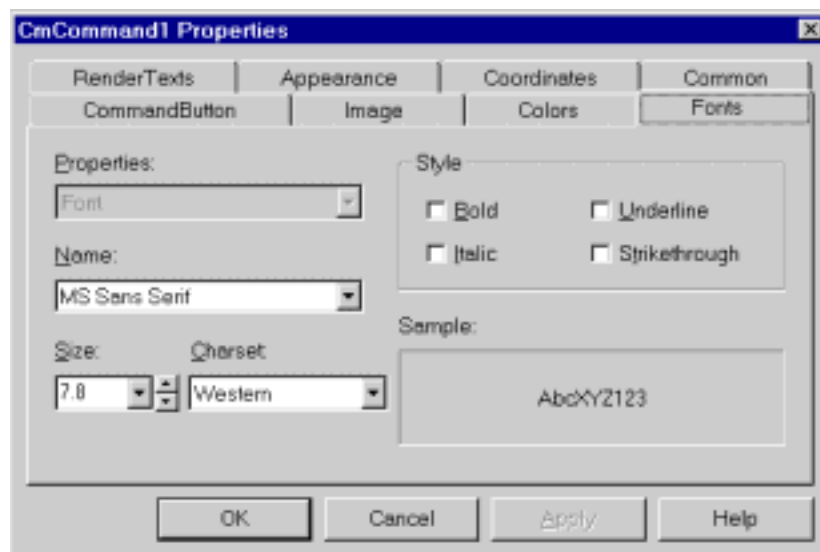 CmCommand1 Properties
RenderTexts Appearance Coordinates Common
CommandButton Image Colors Fonts
Properties:
Font
Style
Bold Underline
Italic Strikethrough
Name:
MS Sans Serif
Size: Charset:
7.8 Western
Sample:
AbcXYZ123
OK Cancel Apply Help